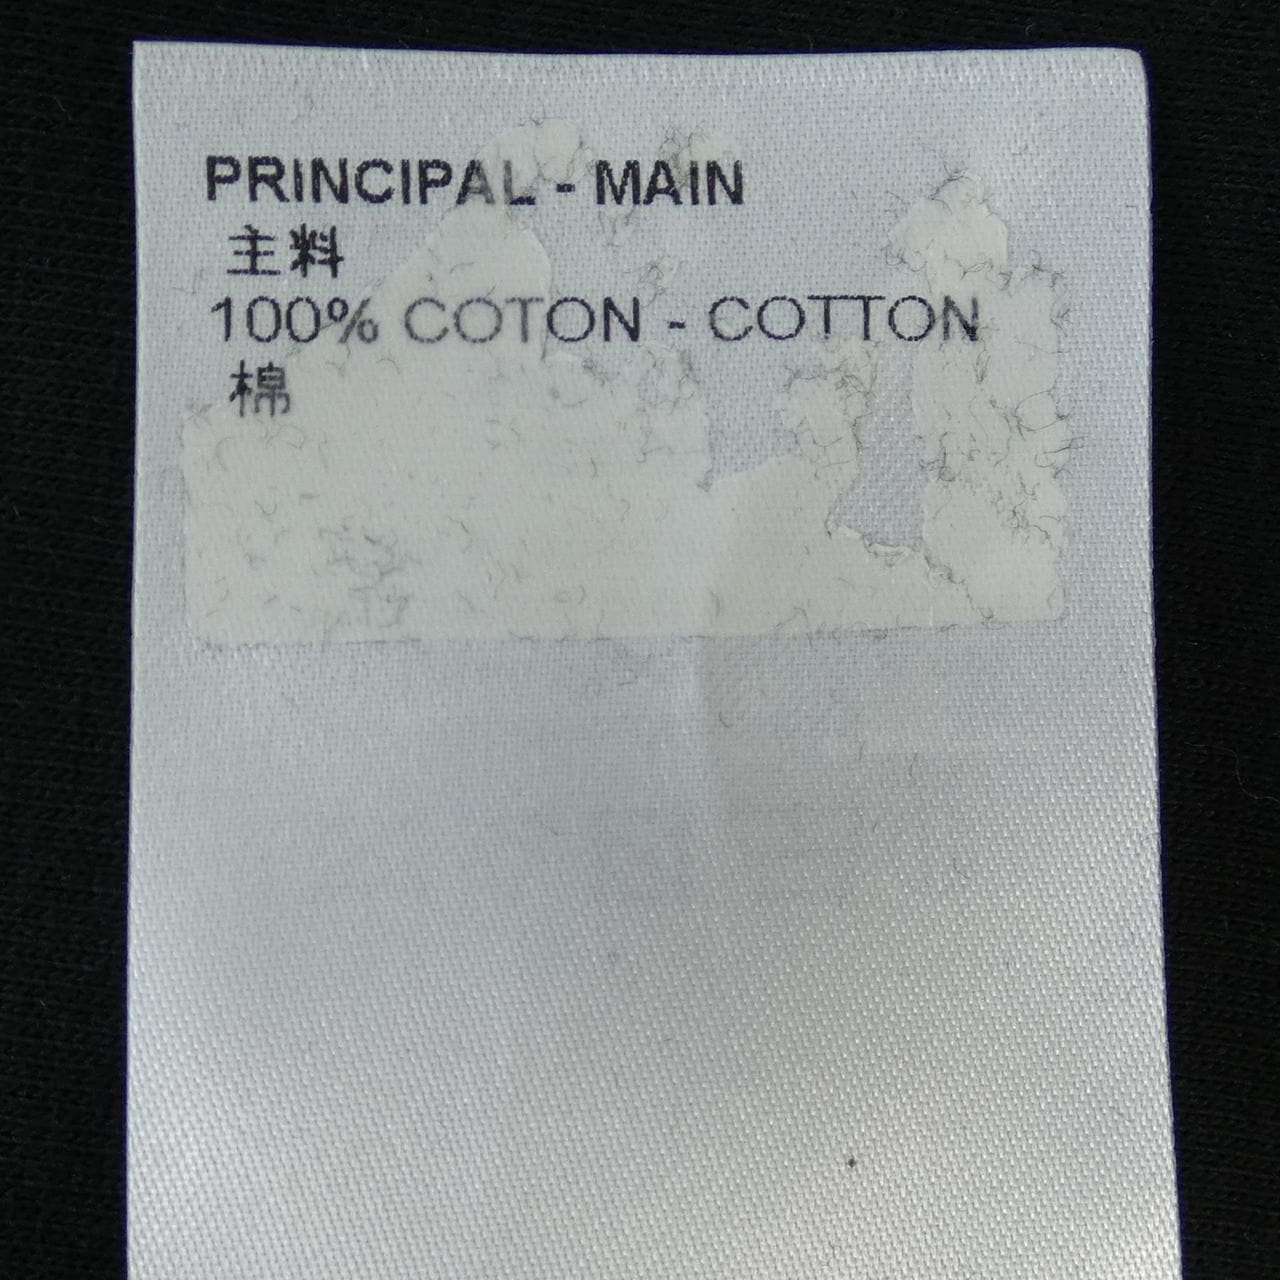 PRINCIPAL - MAIN
主料
100% COTON - COTTON
棉